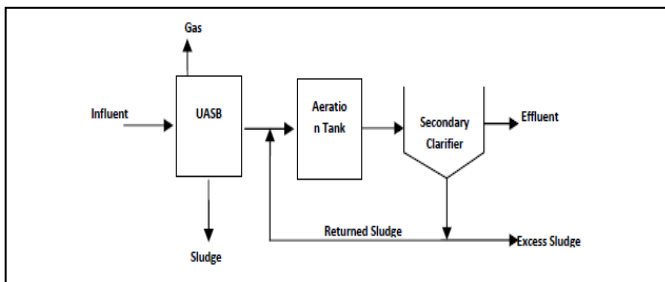 Gas
Influent
UASB
Aeratio
n Tank
Secondary
Clarifier
Effluent
Returned Sludge
Excess Sludge
Sludge